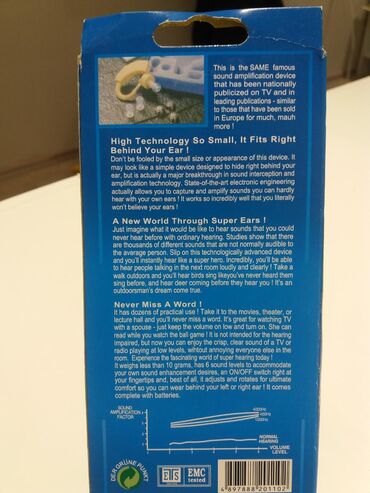 This is the SAME famous
sound amplification device
that has been nationally
publicized on TV and in
leading publications - similar
to those that have been sold
in Europe for much, mauh
more !
High Technology So Small, It Fits Right
Behind Your Ear !
Don't be fooled by the small size or appearance of this device. It
may look like a simple device designed to hide right behind your
ear, but is actually a major breakthrough in sound interception and
amplification technology. State-of-the-art electronic engineering
actually allows you to capture and amplify sounds you can hardly
hear with your own ears ! It works so incredibly well that you literally
won't believe your ears !
A New World Through Super Ears !
Just imagine what it would be like to hear sounds that you could
never hear before with ordinary hearing. Studies show that there
are thousands of different sounds that are not normally audible to
the average person. Slip on this technologically advanced device
and you'll instantly hear like a super hero. Incredibly, you'll be able
to hear people talking in the next room loudly and clearly ! Take a
walk outdoors and you'll hear birds sing likeyou've never heard them
sing before, and hear deer coming before they hear you ! It's an
outdoorsman's dream come true.
Never Miss A Word !
It has dozens of practical use ! Take it to the movies, theater, or
lecture hall and you'll never miss a word. It's great for watching TV
with a spouse - just keep the volume on low and turn on. She can
read while you watch the ball game ! It is not intended for the hearing
impaired, but now you can enjoy the crisp, clear sound of a TV or
radio playing at low levels, without annoying everyone else in the
room. Experience the fascinating world of super hearing today !
It weighs less than 10 grams, has 6 sound levels to accommodate
your own sound enhancement desires, an ON/OFF switch right at
your fingertips and, best of all, it adjusts and rotates for ultimate
comfort so you can wear behind your left or right ear ! It comes
complete with batteries.
SOUND
AMPLIFICATION
FACTOR
NORMAL
HEARING
VOLUME
LEVEL
DER GRÜNE PUNKT
ETS
EMC
tested
4 897888 201102